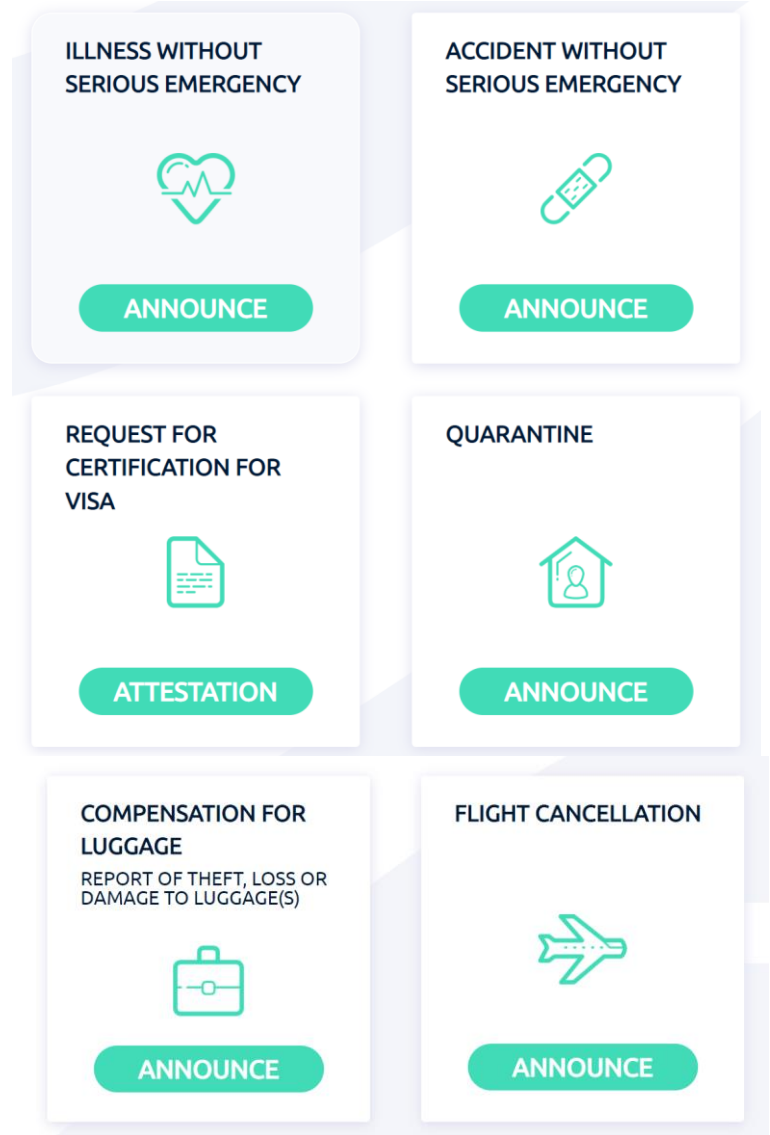 ILLNESS WITHOUT
SERIOUS EMERGENCY
ANNOUNCE
ACCIDENT WITHOUT
SERIOUS EMERGENCY
ANNOUNCE
REQUEST FOR
CERTIFICATION FOR
VISA
ATTESTATION
QUARANTINE
ANNOUNCE
COMPENSATION FOR
LUGGAGE
REPORT OF THEFT, LOSS OR
DAMAGE TO LUGGAGE(S)
ANNOUNCE
FLIGHT CANCELLATION
ANNOUNCE